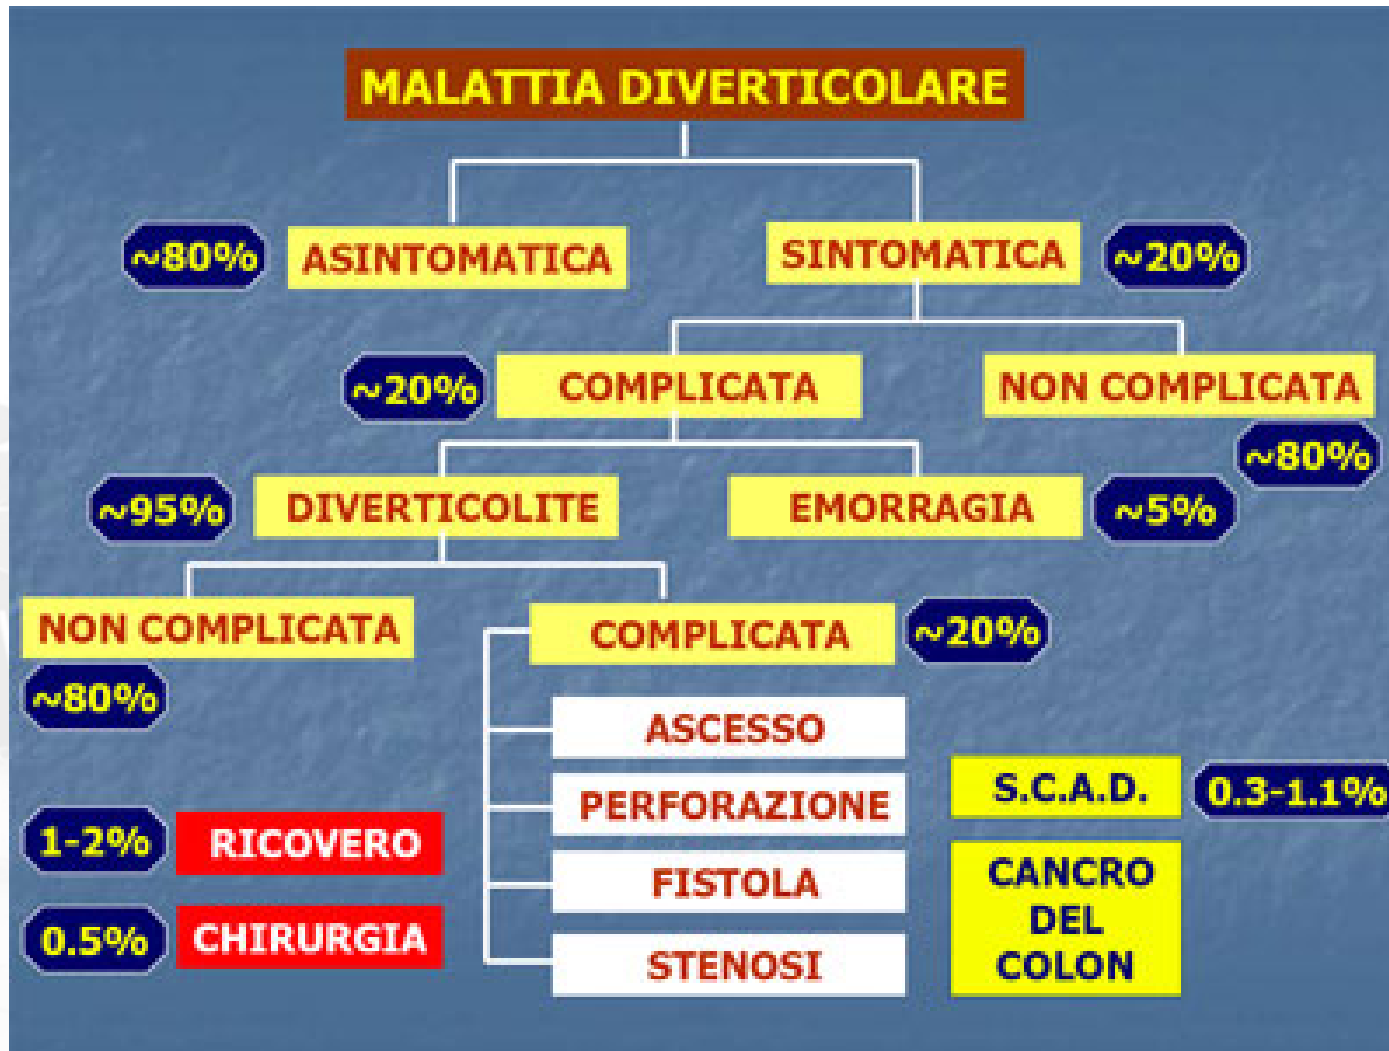 MALATTIA DIVERTICOLARE
~80% ASINTOMATICA SINTOMATICA ~20%
~20% COMPLICATA NON COMPLICATA
~80%
~95% DIVERTICOLITE EMORRAGIA ~5%
NON COMPLICATA COMPLICATA ~20%
~80%
ASCESSO
PERFORAZIONE S.C.A.D. 0.3-1.1%
1-2% RICOVERO
FISTOLA
CANCRO
DEL
COLON
0.5% CHIRURGIA
STENOSI